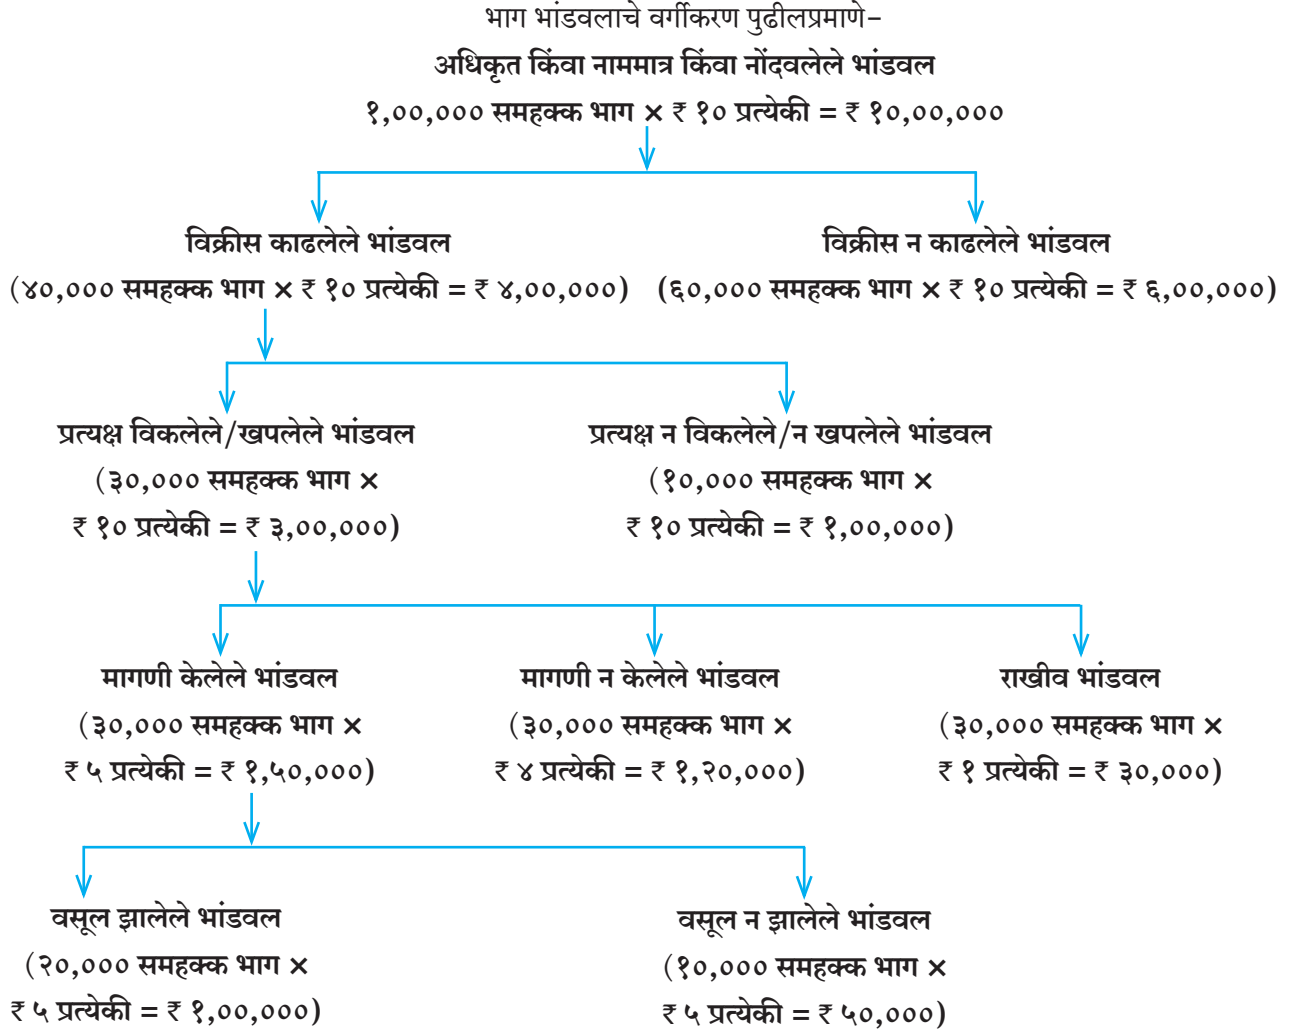 भाग भांडवलाचे वर्गीकरण पुढीलप्रमाणे–
अधिकृत किंवा नाममात्र किंवा नोंदवलेले भांडवल
१,००,००० समहक्क भाग × ₹ १० प्रत्येकी = ₹ १०,००,०००
विक्रीस काढलेले भांडवल
(४०,००० समहक्क भाग × ₹ १० प्रत्येकी = ₹ ४,००,०००)
विक्रीस न काढलेले भांडवल
(६०,००० समहक्क भाग × ₹ १० प्रत्येकी = ₹ ६,००,०००)
प्रत्यक्ष विकलेले/खपलेले भांडवल
(३०,००० समहक्क भाग ×
₹ १० प्रत्येकी = ₹ ३,००,०००)
प्रत्यक्ष न विकलेले/न खपलेले भांडवल
(१०,००० समहक्क भाग ×
₹ १० प्रत्येकी = ₹ १,००,०००)
मागणी केलेले भांडवल
(३०,००० समहक्क भाग ×
₹ ५ प्रत्येकी = ₹ १,५०,०००)
मागणी न केलेले भांडवल
(३०,००० समहक्क भाग ×
₹ ४ प्रत्येकी = ₹ १,२०,०००)
राखीव भांडवल
(३०,००० समहक्क भाग ×
₹ १ प्रत्येकी = ₹ ३०,०००)
वसूल झालेले भांडवल
(२०,००० समहक्क भाग ×
₹ ५ प्रत्येकी = ₹ १,००,०००)
वसूल न झालेले भांडवल
(१०,००० समहक्क भाग ×
₹ ५ प्रत्येकी = ₹ ५०,०००)